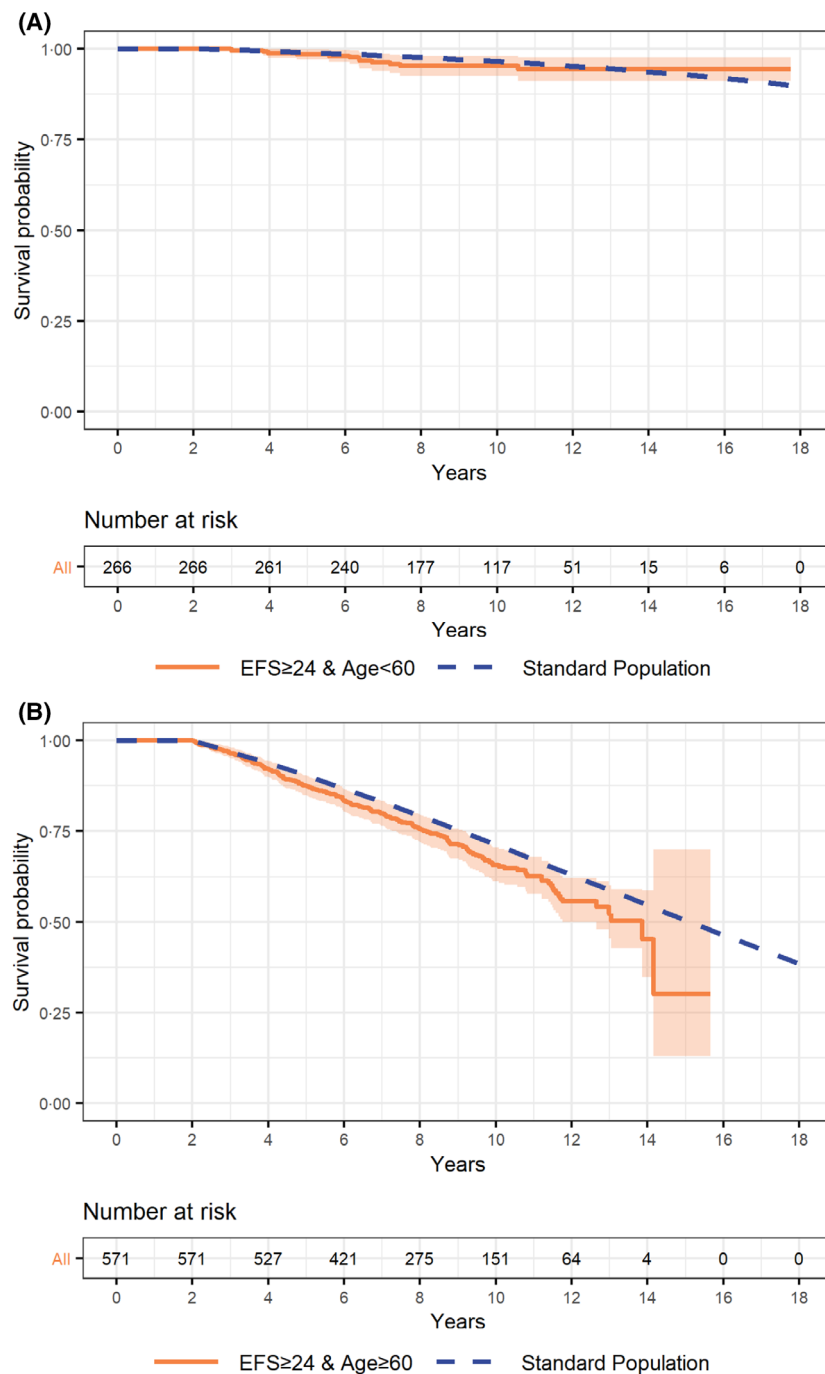 (A)
1·00
0·75
0·50
0·25
0·00
Survival probability
0 2 4 6 8 10 12 14 16 18
Years
Number at risk
All 266 266 261 240 177 117 51 15 6 0
0 2 4 6 8 10 12 14 16 18
Years
EFS≥24 & Age<60 Standard Population
(B)
1·00
0·75
0·50
0·25
0·00
Survival probability
0 2 4 6 8 10 12 14 16 18
Years
Number at risk
All 571 571 527 421 275 151 64 4 0 0
0 2 4 6 8 10 12 14 16 18
Years
EFS≥24 & Age≥60 Standard Population